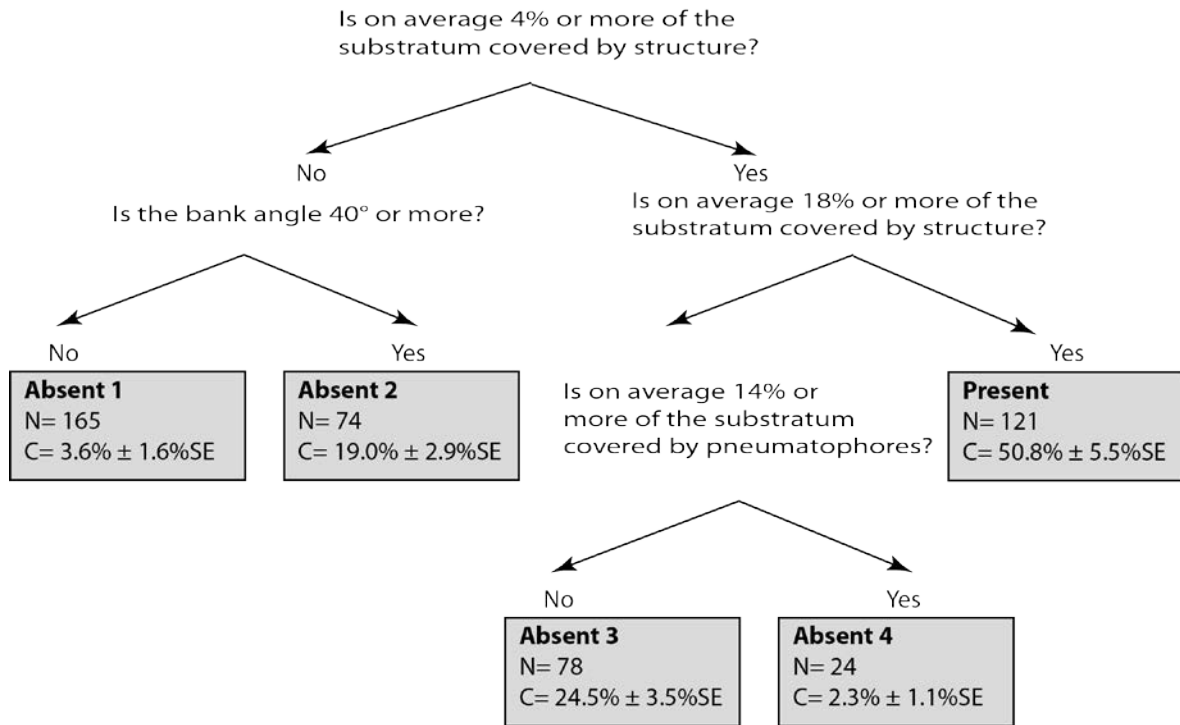 Is on average 4% or more of the
substratum covered by structure?
No
Yes
Is the bank angle 40° or more?
Is on average 18% or more of the
substratum covered by structure?
No
Yes
Yes
Absent 1
N= 165
C= 3.6% ± 1.6%SE
Absent 2
N= 74
C= 19.0% ± 2.9%SE
Is on average 14% or
more of the substratum
covered by pneumatophores?
Present
N= 121
C= 50.8% ± 5.5%SE
No
Yes
Absent 3
N= 78
C= 24.5% ± 3.5%SE
Absent 4
N= 24
C= 2.3% ± 1.1%SE